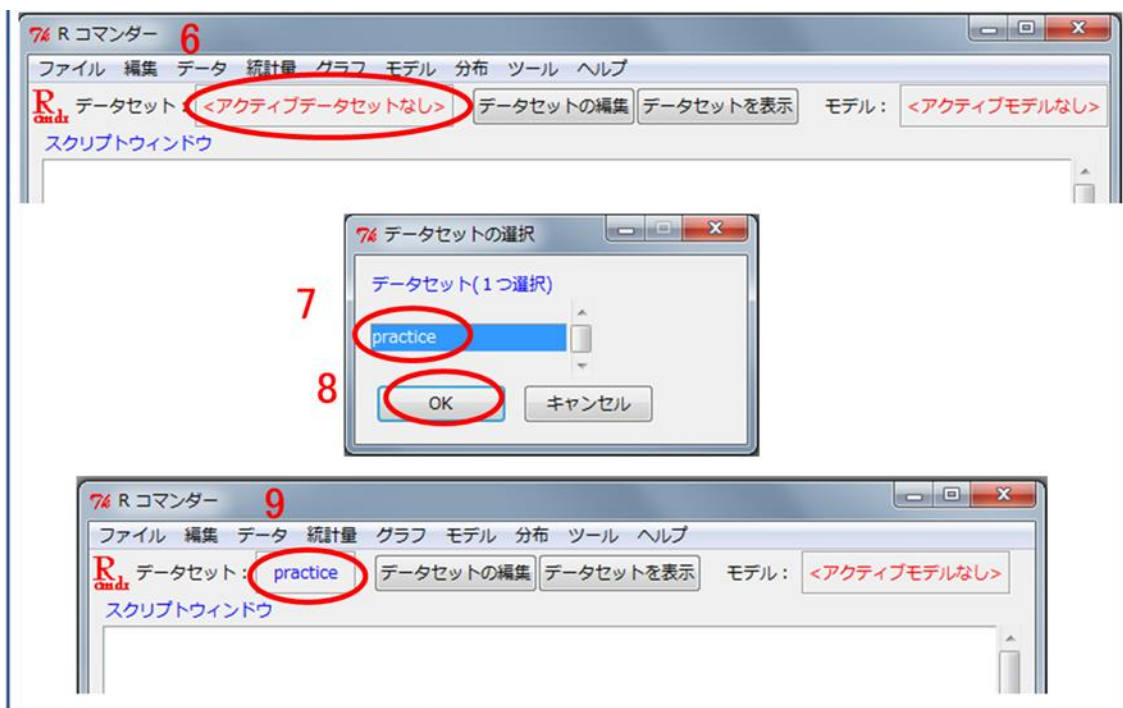 R コマンダー
6
ファイル 編集 データ 統計量 グラフ モデル 分布 ツール ヘルプ
R cmdr データセット: <アクティブデータセットなし> データセットの編集 データセットを表示 モデル: <アクティブモデルなし>
スクリプトウィンドウ
データセットの選択
データセット(1つ選択)
7
practice
8
OK キャンセル
R コマンダー
9
ファイル 編集 データ 統計量 グラフ モデル 分布 ツール ヘルプ
R cmdr データセット: practice データセットの編集 データセットを表示 モデル: <アクティブモデルなし>
スクリプトウィンドウ